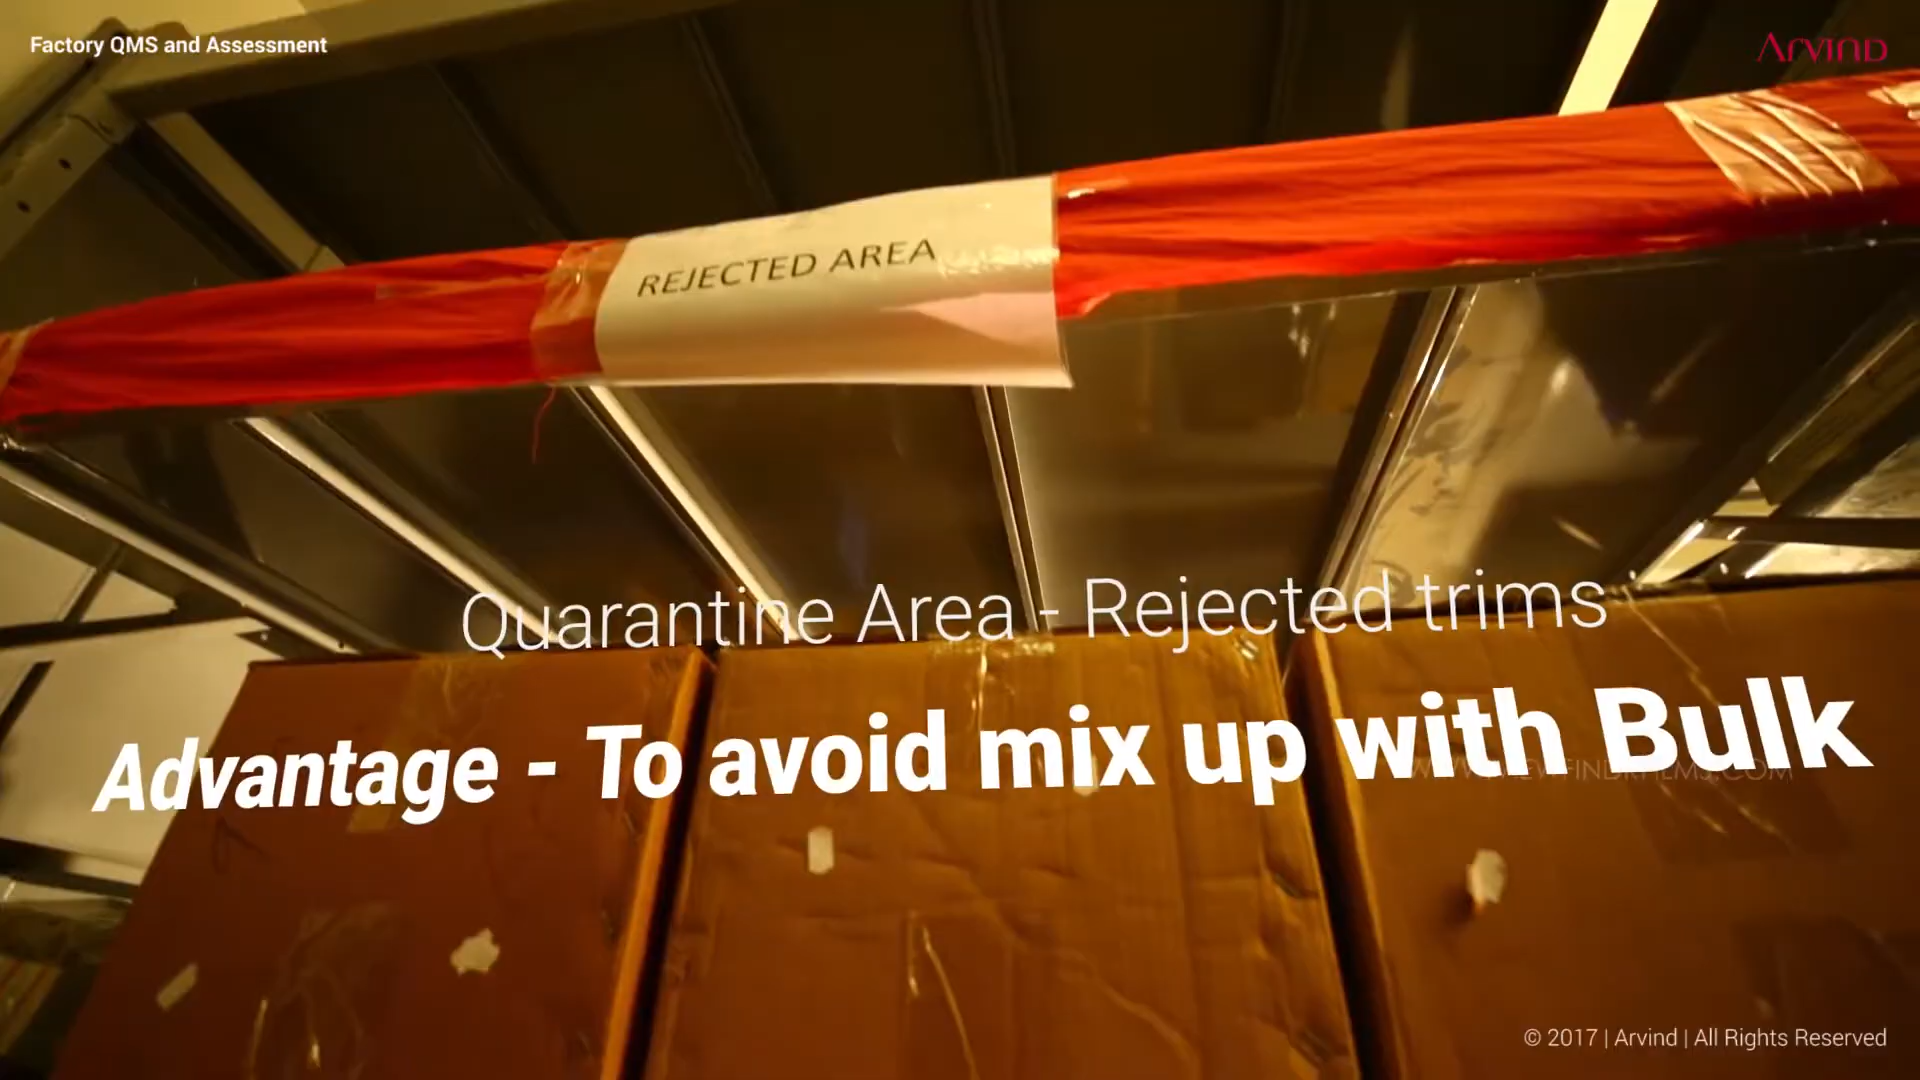 Factory QMS and Assessment
ARVIND
REJECTED AREA
Quarantine Area - Rejected trims
Advantage - To avoid mix up with Bulk
© 2017 | Arvind | All Rights Reserved